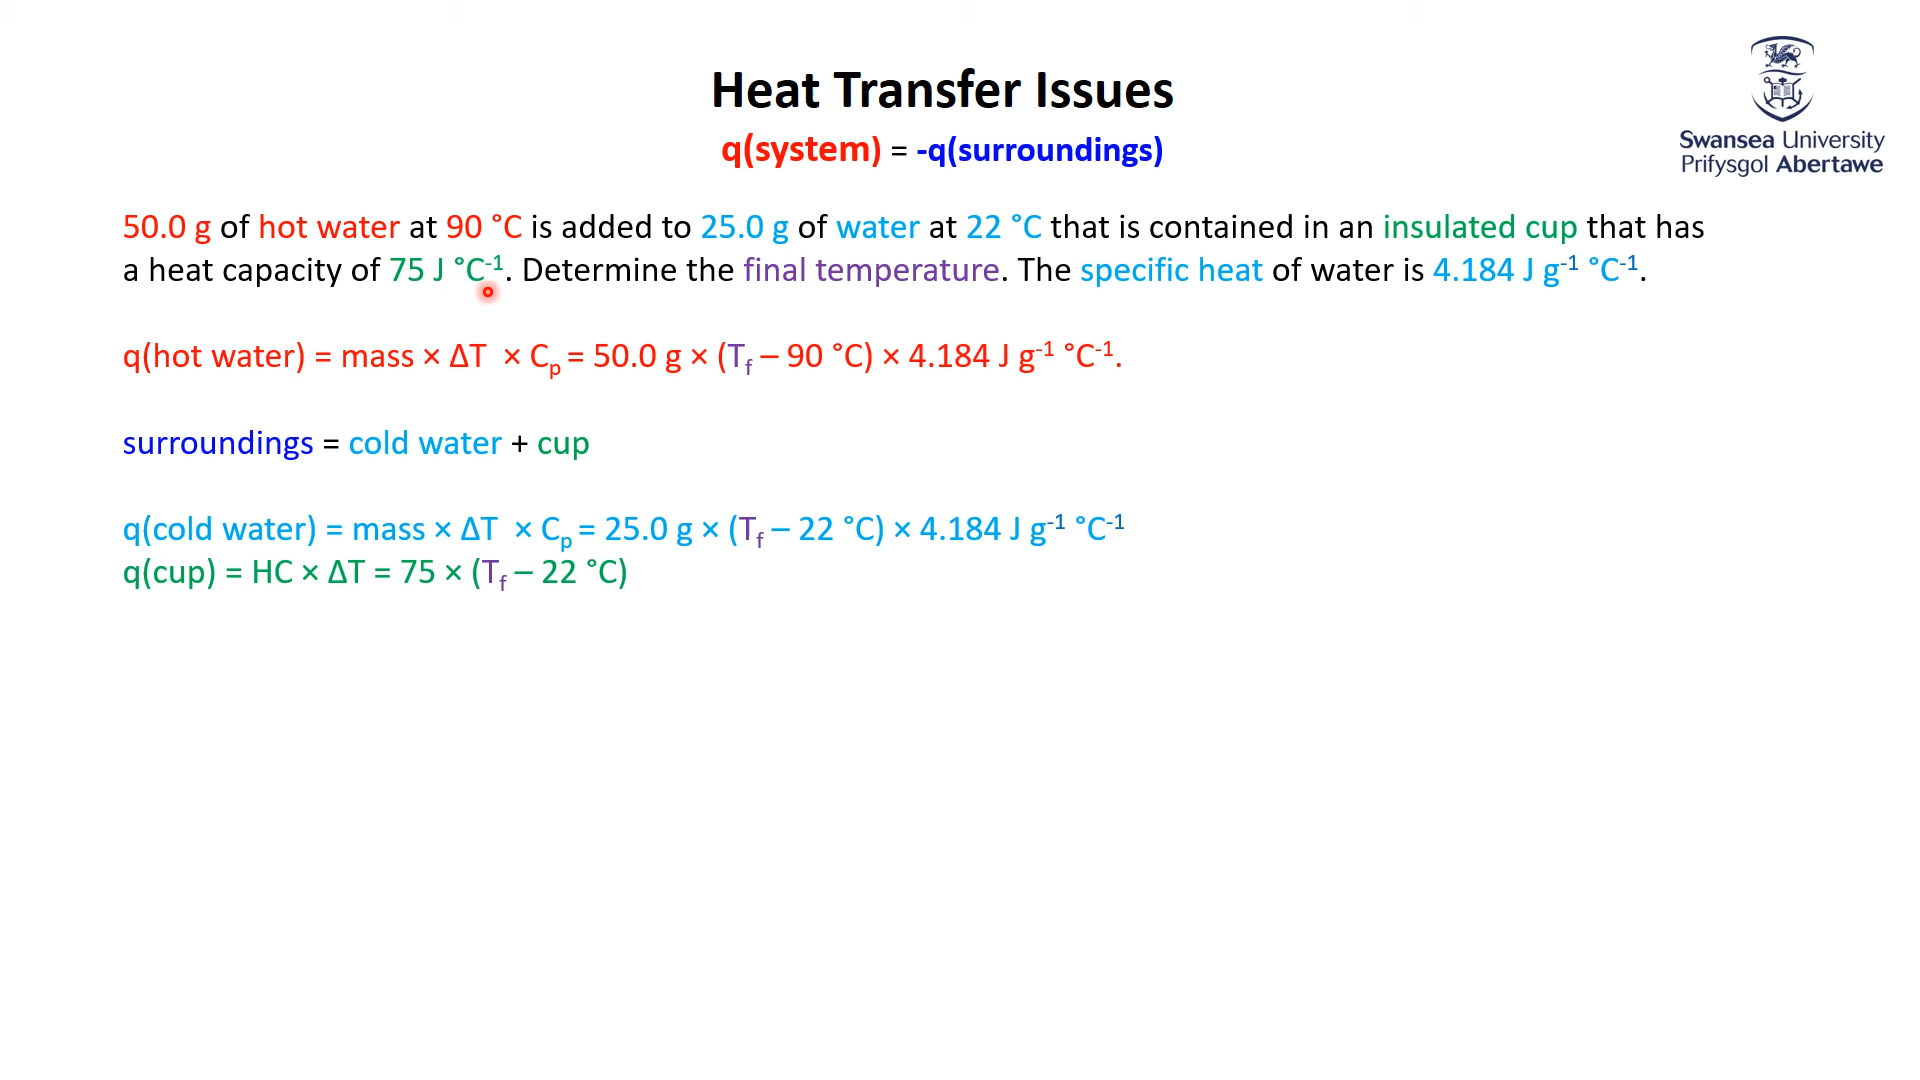 Heat Transfer Issues
q(system) = -q(surroundings)
Swansea University
Prifysgol Abertawe
50.0 g of hot water at 90 °C is added to 25.0 g of water at 22 °C that is contained in an insulated cup that has
a heat capacity of 75 J °C⁻¹. Determine the final temperature. The specific heat of water is 4.184 J g⁻¹ °C⁻¹.
q(hot water) = mass × ΔT × Cₚ = 50.0 g × (T_f – 90 °C) × 4.184 J g⁻¹ °C⁻¹.
surroundings = cold water + cup
q(cold water) = mass × ΔT × Cₚ = 25.0 g × (T_f – 22 °C) × 4.184 J g⁻¹ °C⁻¹
q(cup) = HC × ΔT = 75 × (T_f – 22 °C)